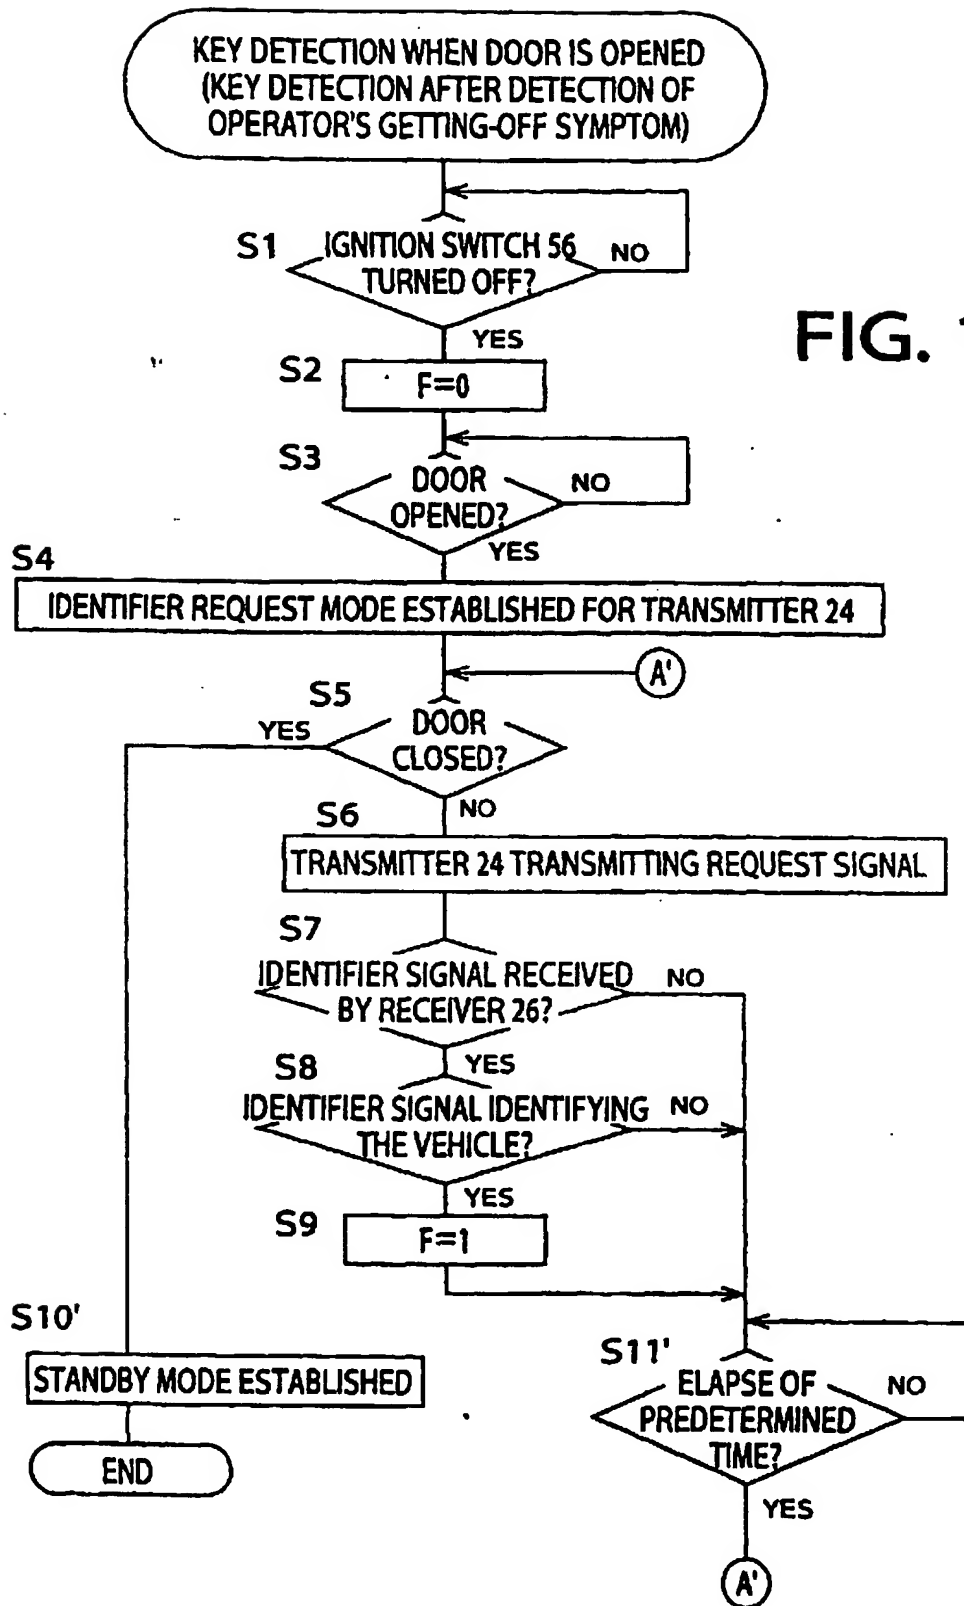 KEY DETECTION WHEN DOOR IS OPENED
(KEY DETECTION AFTER DETECTION OF
OPERATOR'S GETTING-OFF SYMPTOM)
S1
IGNITION SWITCH 56
TURNED OFF?
NO
YES
FIG. 1
S2
F=0
S3
DOOR
OPENED?
NO
YES
S4
IDENTIFIER REQUEST MODE ESTABLISHED FOR TRANSMITTER 24
A'
S5
YES
DOOR
CLOSED?
NO
S6
TRANSMITTER 24 TRANSMITTING REQUEST SIGNAL
S7
IDENTIFIER SIGNAL RECEIVED
BY RECEIVER 26?
NO
YES
S8
IDENTIFIER SIGNAL IDENTIFYING
THE VEHICLE?
NO
YES
S9
F=1
S10'
STANDBY MODE ESTABLISHED
END
S11'
ELAPSE OF
PREDETERMINED
TIME?
NO
YES
A'